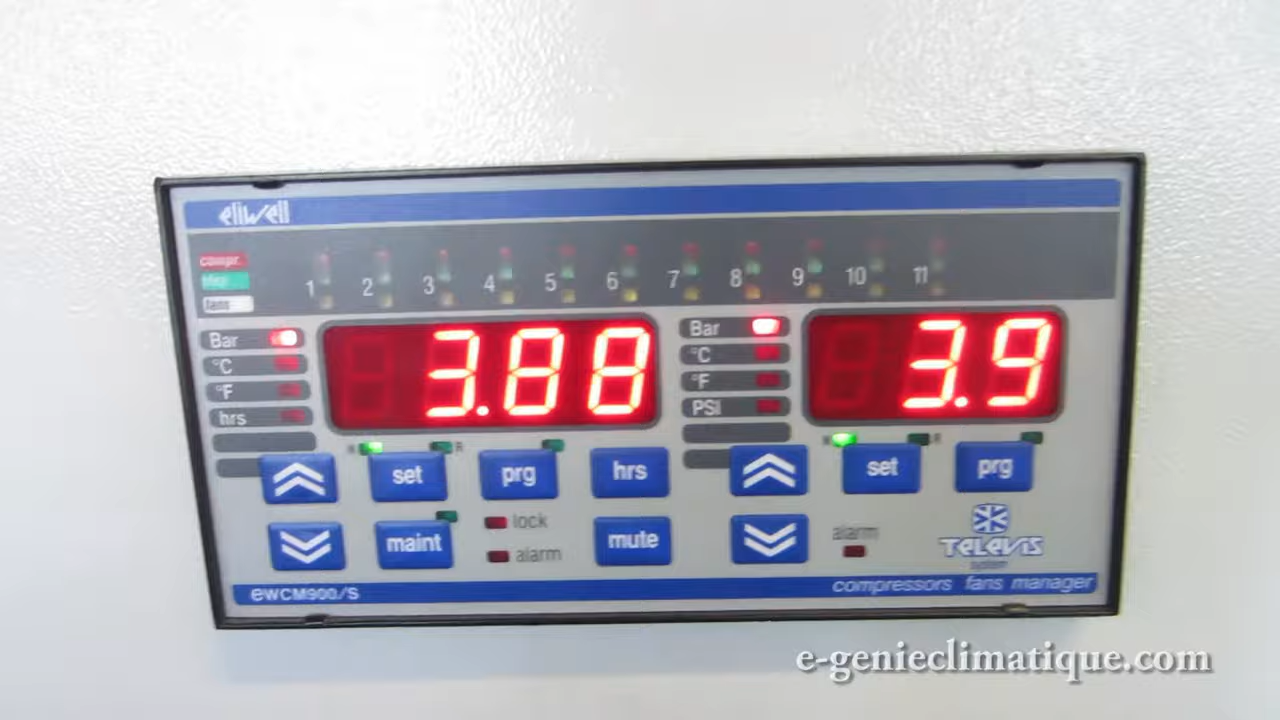 eliwell
compr.
fans
1 2 3 4 5 6 7 8 9 10 11
Bar
°C
°F
hrs
3.88
Bar
°C
°F
PSI
3.9
set prg hrs
maint lock
alarm
mute
set prg
alarm
TELEVIS
system
EWCM900/S
compressors fans manager
e-genieclimatique.com